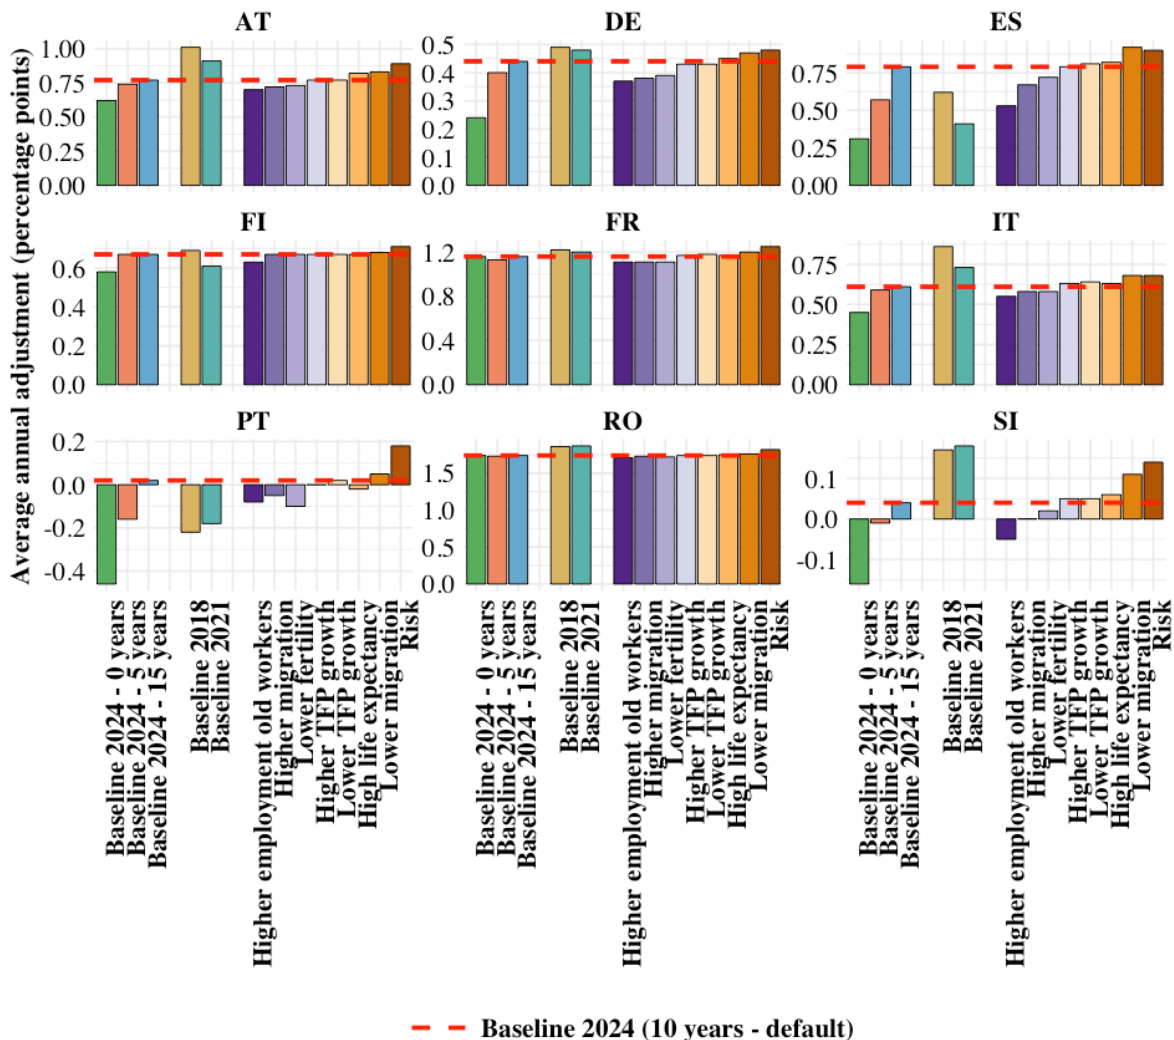 Average annual adjustment (percentage points)
AT
1.00
0.75
0.50
0.25
0.00
DE
0.5
0.4
0.3
0.2
0.1
0.0
ES
0.75
0.50
0.25
0.00
FI
0.6
0.4
0.2
0.0
FR
1.2
0.8
0.4
0.0
IT
0.75
0.50
0.25
0.00
PT
0.2
0.0
-0.2
-0.4
RO
1.5
1.0
0.5
0.0
SI
0.1
0.0
-0.1
Baseline 2024 - 0 years
Baseline 2024 - 5 years
Baseline 2024 - 15 years
Baseline 2018
Baseline 2021
Higher employment old workers
Higher migration
Lower fertility
Higher TFP growth
Lower TFP growth
High life expectancy
Lower migration
Risk
Baseline 2024 - 0 years
Baseline 2024 - 5 years
Baseline 2024 - 15 years
Baseline 2018
Baseline 2021
Higher employment old workers
Higher migration
Lower fertility
Higher TFP growth
Lower TFP growth
High life expectancy
Lower migration
Risk
Baseline 2024 - 0 years
Baseline 2024 - 5 years
Baseline 2024 - 15 years
Baseline 2018
Baseline 2021
Higher employment old workers
Higher migration
Lower fertility
Higher TFP growth
Lower TFP growth
High life expectancy
Lower migration
Risk
Baseline 2024 (10 years - default)